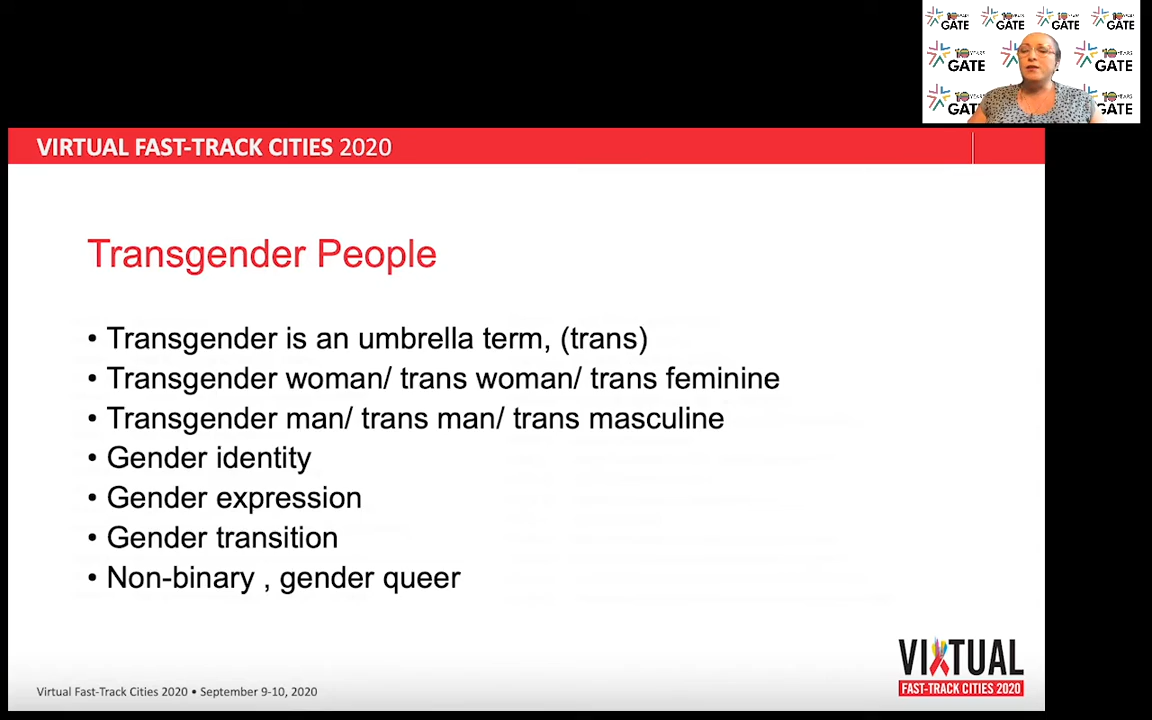 10 YEARS GATE
VIRTUAL FAST-TRACK CITIES 2020
Transgender People
• Transgender is an umbrella term, (trans)
• Transgender woman/ trans woman/ trans feminine
• Transgender man/ trans man/ trans masculine
• Gender identity
• Gender expression
• Gender transition
• Non-binary , gender queer
VIRTUAL
FAST-TRACK CITIES 2020
Virtual Fast-Track Cities 2020 • September 9-10, 2020